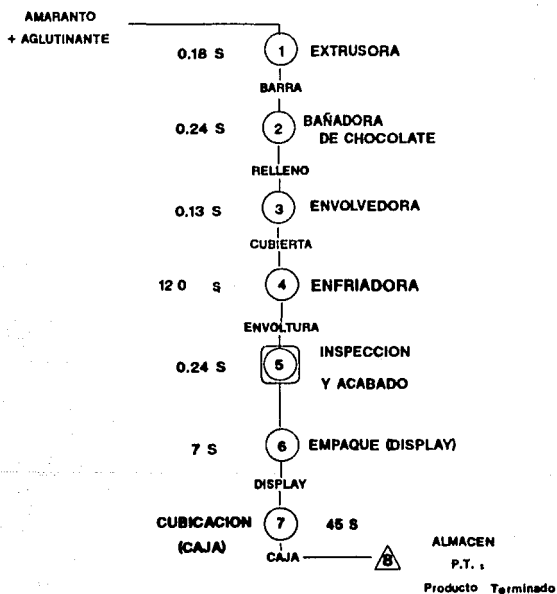 AMARANTO
+ AGLUTINANTE
0.18 S
1
EXTRUSORA
BARRA
0.24 S
2
BAÑADORA
DE CHOCOLATE
RELLENO
0.13 S
3
ENVOLVEDORA
CUBIERTA
120 S
4
ENFRIADORA
ENVOLTURA
0.24 S
5
INSPECCION
Y ACABADO
7 S
6
EMPAQUE (DISPLAY)
DISPLAY
CUBICACION
(CAJA)
7
45 S
CAJA
8
ALMACEN
P.T. :
Producto Terminado